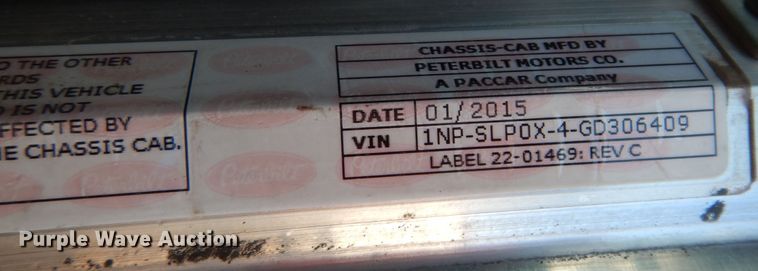 O THE OTHER
RDS
THIS VEHICLE
IS NOT
AFFECTED BY
E CHASSIS CAB.
CHASSIS-CAB MFD BY
PETERBILT MOTORS CO.
A PACCAR Company
DATE 01/2015
VIN 1NP-SLP0X-4-GD306409
LABEL 22-01469: REV C
Purple Wave Auction